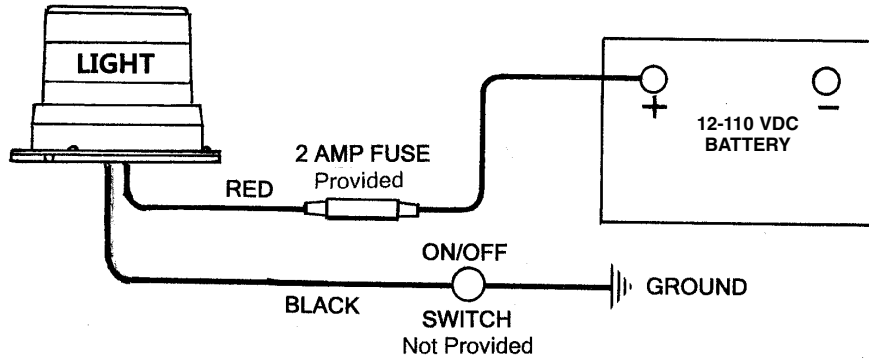 LIGHT
2 AMP FUSE
Provided
RED
+
−
12-110 VDC
BATTERY
ON/OFF
BLACK
GROUND
SWITCH
Not Provided